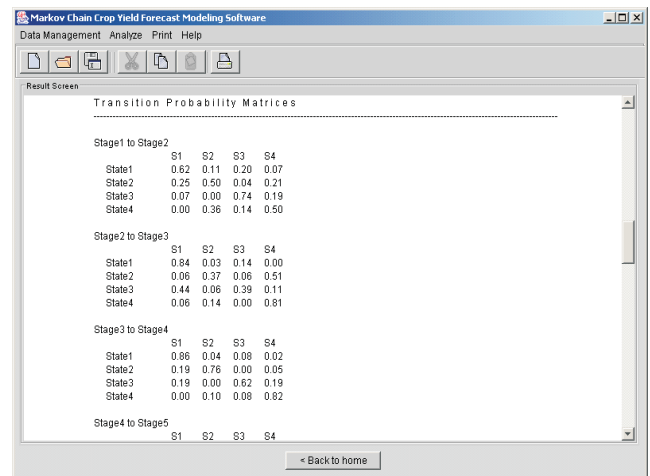 Markov Chain Crop Yield Forecast Modeling Software
Data Management Analyze Print Help
Result Screen
Transition Probability Matrices
Stage1 to Stage2
S1 S2 S3 S4
State1 0.62 0.11 0.20 0.07
State2 0.25 0.50 0.04 0.21
State3 0.07 0.00 0.74 0.19
State4 0.00 0.36 0.14 0.50
Stage2 to Stage3
S1 S2 S3 S4
State1 0.84 0.03 0.14 0.00
State2 0.06 0.37 0.06 0.51
State3 0.44 0.06 0.39 0.11
State4 0.06 0.14 0.00 0.81
Stage3 to Stage4
S1 S2 S3 S4
State1 0.86 0.04 0.08 0.02
State2 0.19 0.76 0.00 0.05
State3 0.19 0.00 0.62 0.19
State4 0.00 0.10 0.08 0.82
Stage4 to Stage5
S1 S2 S3 S4
< Back to home